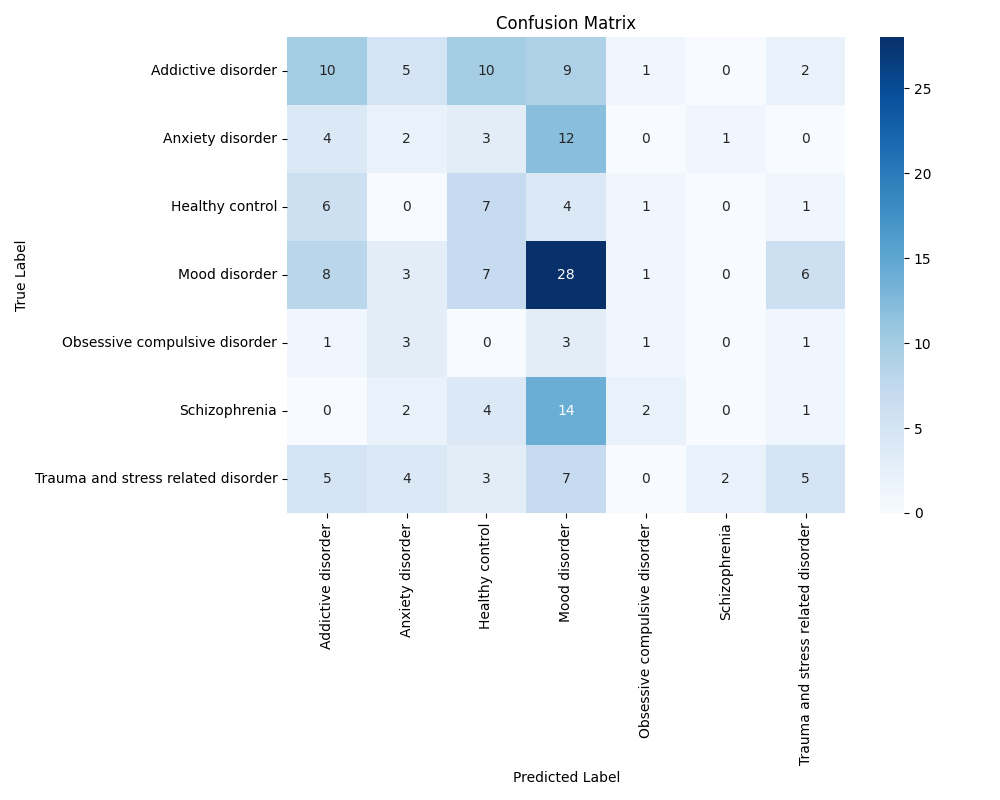 Confusion Matrix
Addictive disorder 10 5 10 9 1 0 2
Anxiety disorder 4 2 3 12 0 1 0
Healthy control 6 0 7 4 1 0 1
Mood disorder 8 3 7 28 1 0 6
Obsessive compulsive disorder 1 3 0 3 1 0 1
Schizophrenia 0 2 4 14 2 0 1
Trauma and stress related disorder 5 4 3 7 0 2 5
True Label
Addictive disorder
Anxiety disorder
Healthy control
Mood disorder
Obsessive compulsive disorder
Schizophrenia
Trauma and stress related disorder
Predicted Label
25
20
15
10
5
0